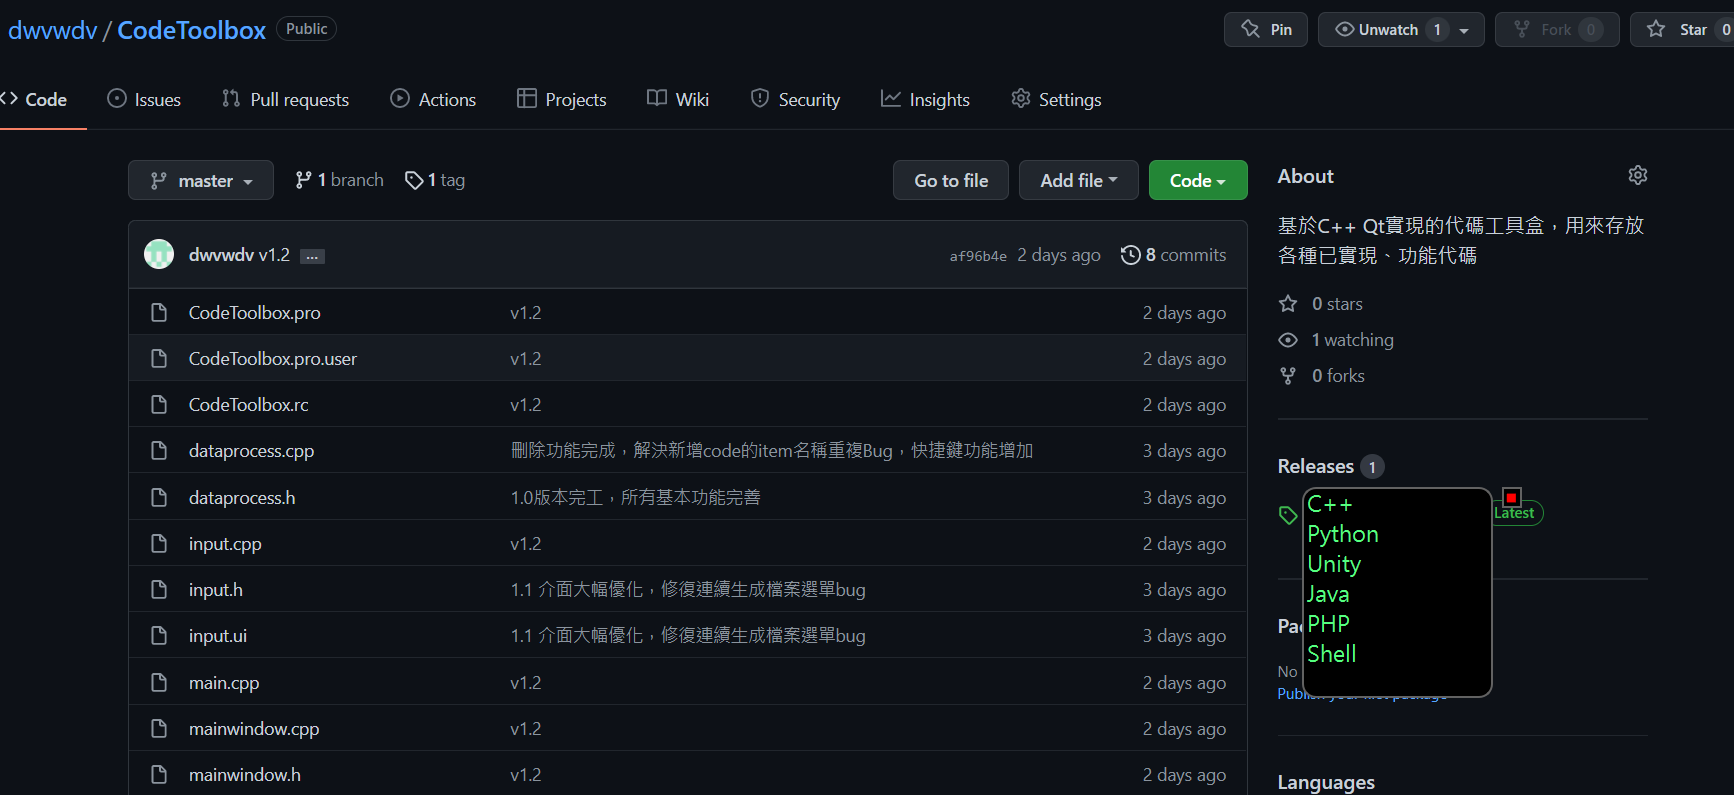 dwvwdv / CodeToolbox Public
Pin
Unwatch 1
Fork 0
Star 0
Code
Issues
Pull requests
Actions
Projects
Wiki
Security
Insights
Settings
master
1 branch
1 tag
Go to file
Add file
Code
dwvwdv v1.2 ...
af96b4e 2 days ago
8 commits
CodeToolbox.pro v1.2 2 days ago
CodeToolbox.pro.user v1.2 2 days ago
CodeToolbox.rc v1.2 2 days ago
dataprocess.cpp 刪除功能完成，解決新增code的item名稱重複Bug，快捷鍵功能增加 3 days ago
dataprocess.h 1.0版本完工，所有基本功能完善 3 days ago
input.cpp v1.2 2 days ago
input.h 1.1 介面大幅優化，修復連續生成檔案選單bug 3 days ago
input.ui 1.1 介面大幅優化，修復連續生成檔案選單bug 3 days ago
main.cpp v1.2 2 days ago
mainwindow.cpp v1.2 2 days ago
mainwindow.h v1.2 2 days ago
About
基於C++ Qt實現的代碼工具盒，用來存放
各種已實現、功能代碼
0 stars
1 watching
0 forks
Releases 1
Latest
C++
Python
Unity
Java
PHP
Shell
No
Languages